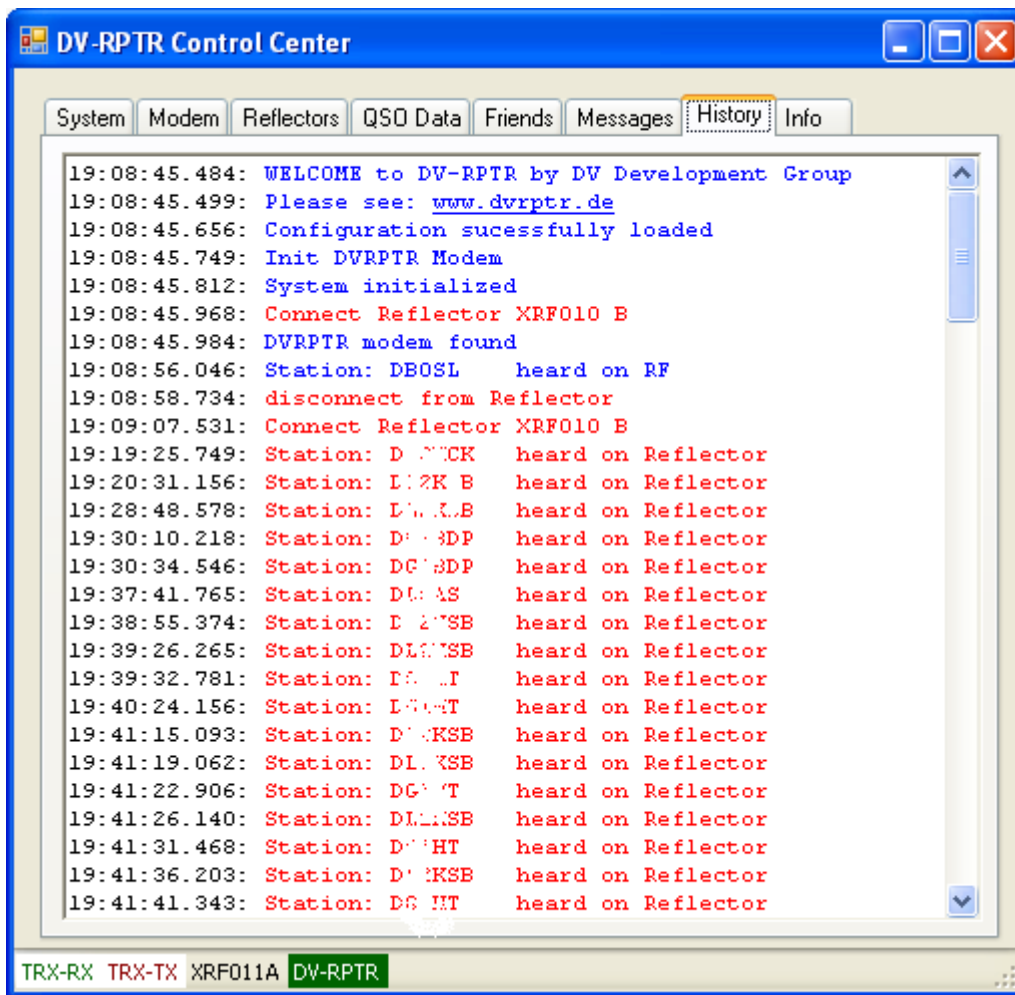 DV-RPTR Control Center
System Modem Reflectors QSO Data Friends Messages History Info
19:08:45.484: WELCOME to DV-RPTR by DV Development Group
19:08:45.499: Please see: www.dvrptr.de
19:08:45.656: Configuration sucessfully loaded
19:08:45.749: Init DVRPTR Modem
19:08:45.812: System initialized
19:08:45.968: Connect Reflector XRF010 B
19:08:45.984: DVRPTR modem found
19:08:56.046: Station: DB0SL heard on RF
19:08:58.734: disconnect from Reflector
19:09:07.531: Connect Reflector XRF010 B
19:19:25.749: Station: heard on Reflector
19:20:31.156: Station: heard on Reflector
19:28:48.578: Station: heard on Reflector
19:30:10.218: Station: heard on Reflector
19:30:34.546: Station: heard on Reflector
19:37:41.765: Station: heard on Reflector
19:38:55.374: Station: heard on Reflector
19:39:26.265: Station: heard on Reflector
19:39:32.781: Station: heard on Reflector
19:40:24.156: Station: heard on Reflector
19:41:15.093: Station: heard on Reflector
19:41:19.062: Station: heard on Reflector
19:41:22.906: Station: heard on Reflector
19:41:26.140: Station: heard on Reflector
19:41:31.468: Station: heard on Reflector
19:41:36.203: Station: heard on Reflector
19:41:41.343: Station: heard on Reflector
TRX-RX TRX-TX XRF011A DV-RPTR